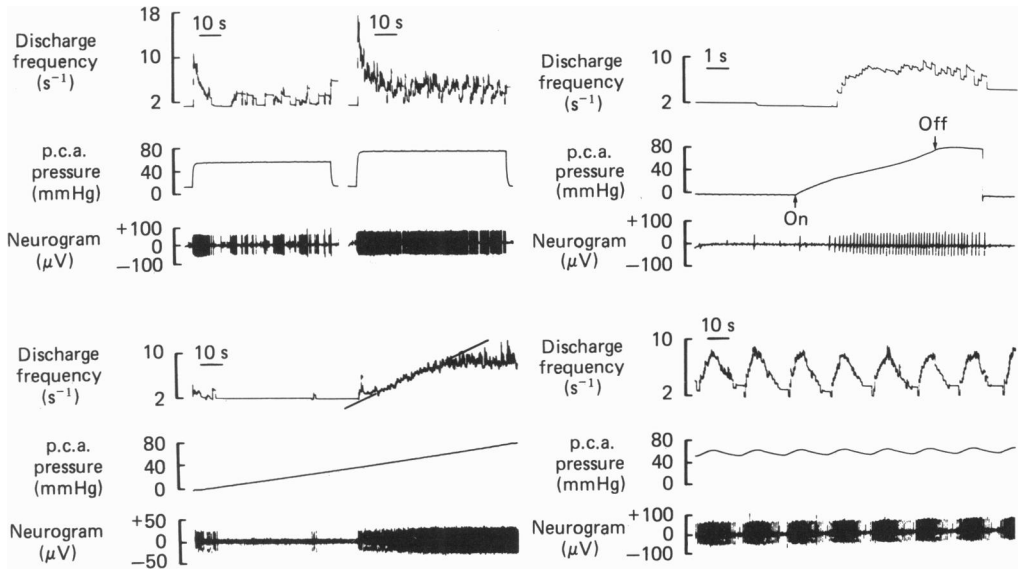 18
10
2
10 s
10 s
Discharge
frequency
(s⁻¹)
80
40
0
p.c.a.
pressure
(mmHg)
+100
0
−100
Neurogram
(μV)
10
2
1 s
Discharge
frequency
(s⁻¹)
80
40
0
p.c.a.
pressure
(mmHg)
On
Off
+100
0
−100
Neurogram
(μV)
10
2
10 s
Discharge
frequency
(s⁻¹)
80
40
0
p.c.a.
pressure
(mmHg)
+50
0
−50
Neurogram
(μV)
10
2
10 s
Discharge
frequency
(s⁻¹)
80
40
0
p.c.a.
pressure
(mmHg)
+100
0
−100
Neurogram
(μV)